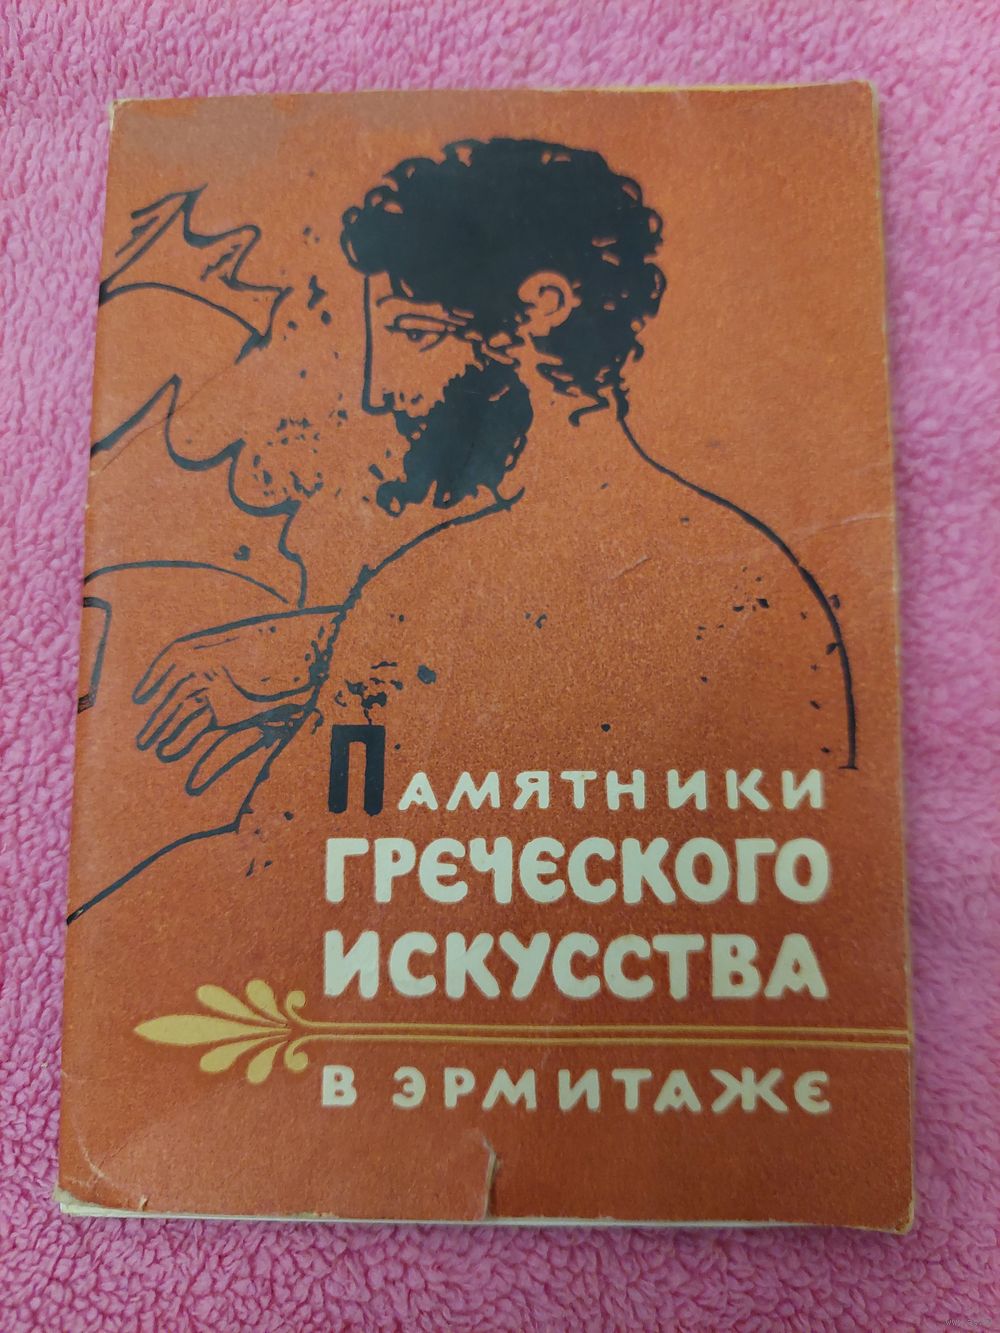 Памятники
греческого
искусства
в Эрмитаже